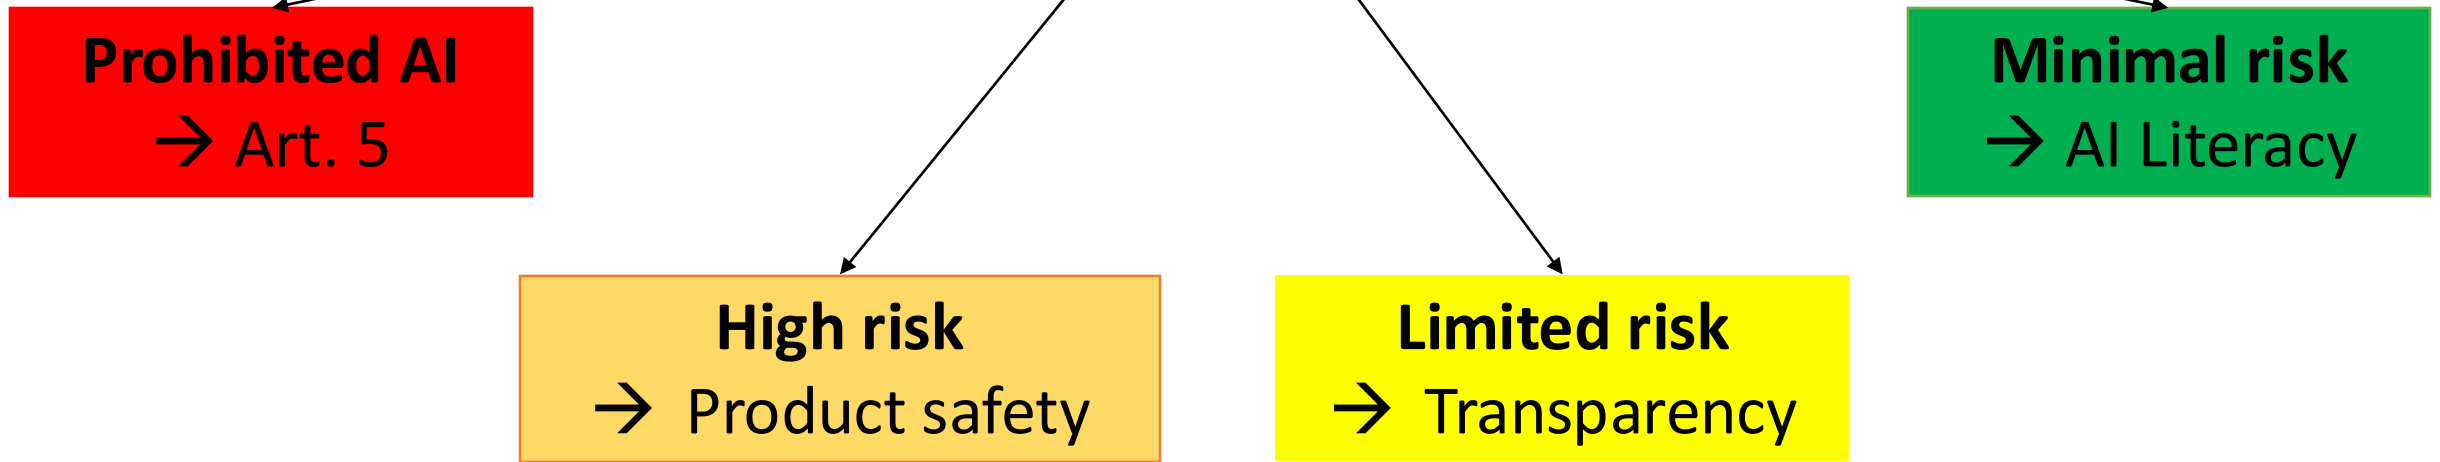 Prohibited AI
→ Art. 5
Minimal risk
→ AI Literacy
High risk
→ Product safety
Limited risk
→ Transparency